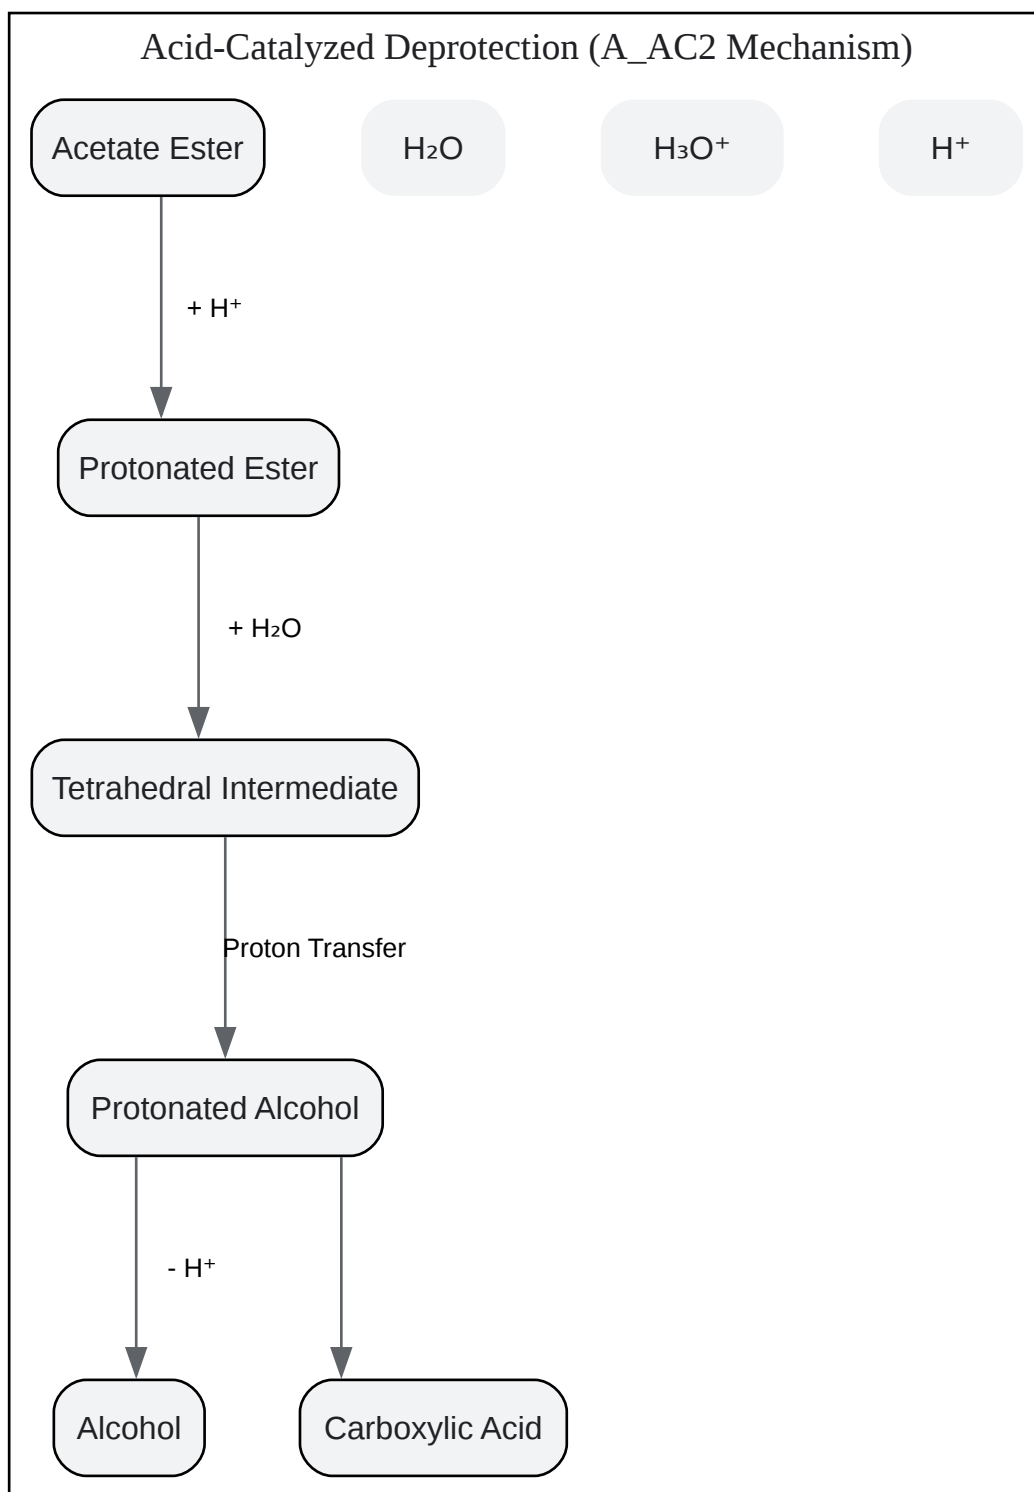 Acid-Catalyzed Deprotection (A_AC2 Mechanism)
Acetate Ester
H₂O
H₃O⁺
H⁺
+ H⁺
Protonated Ester
+ H₂O
Tetrahedral Intermediate
Proton Transfer
Protonated Alcohol
- H⁺
Alcohol
Carboxylic Acid